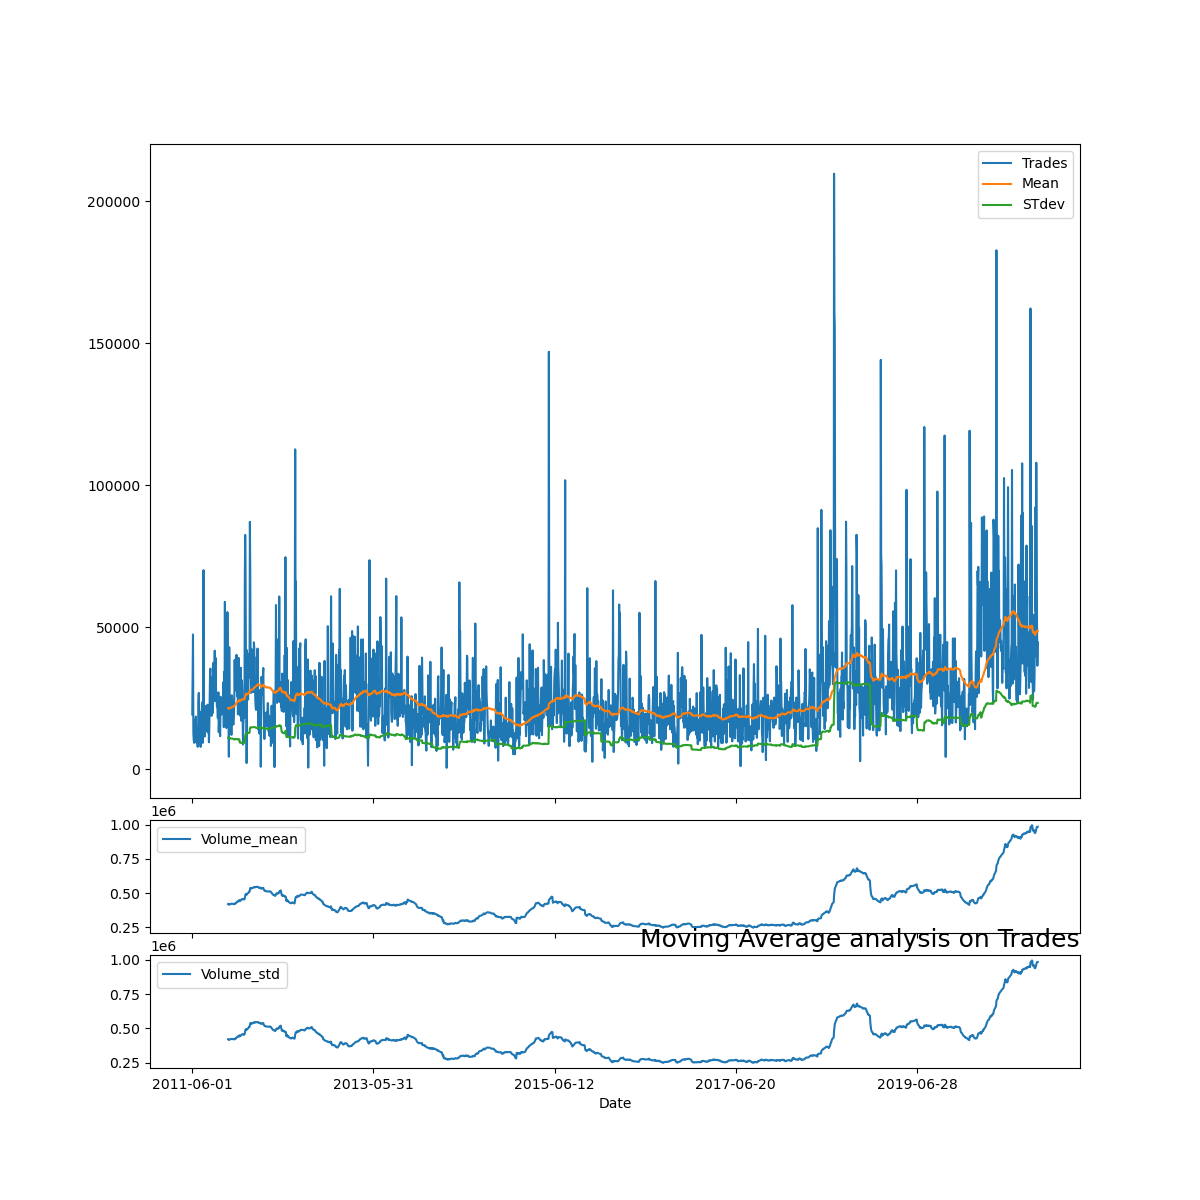 Trades
Mean
STdev
200000
150000
100000
50000
0
1e6
Volume_mean
1.00
0.75
0.50
0.25
Moving Average analysis on Trades
1e6
Volume_std
1.00
0.75
0.50
0.25
2011-06-01 2013-05-31 2015-06-12 2017-06-20 2019-06-28
Date